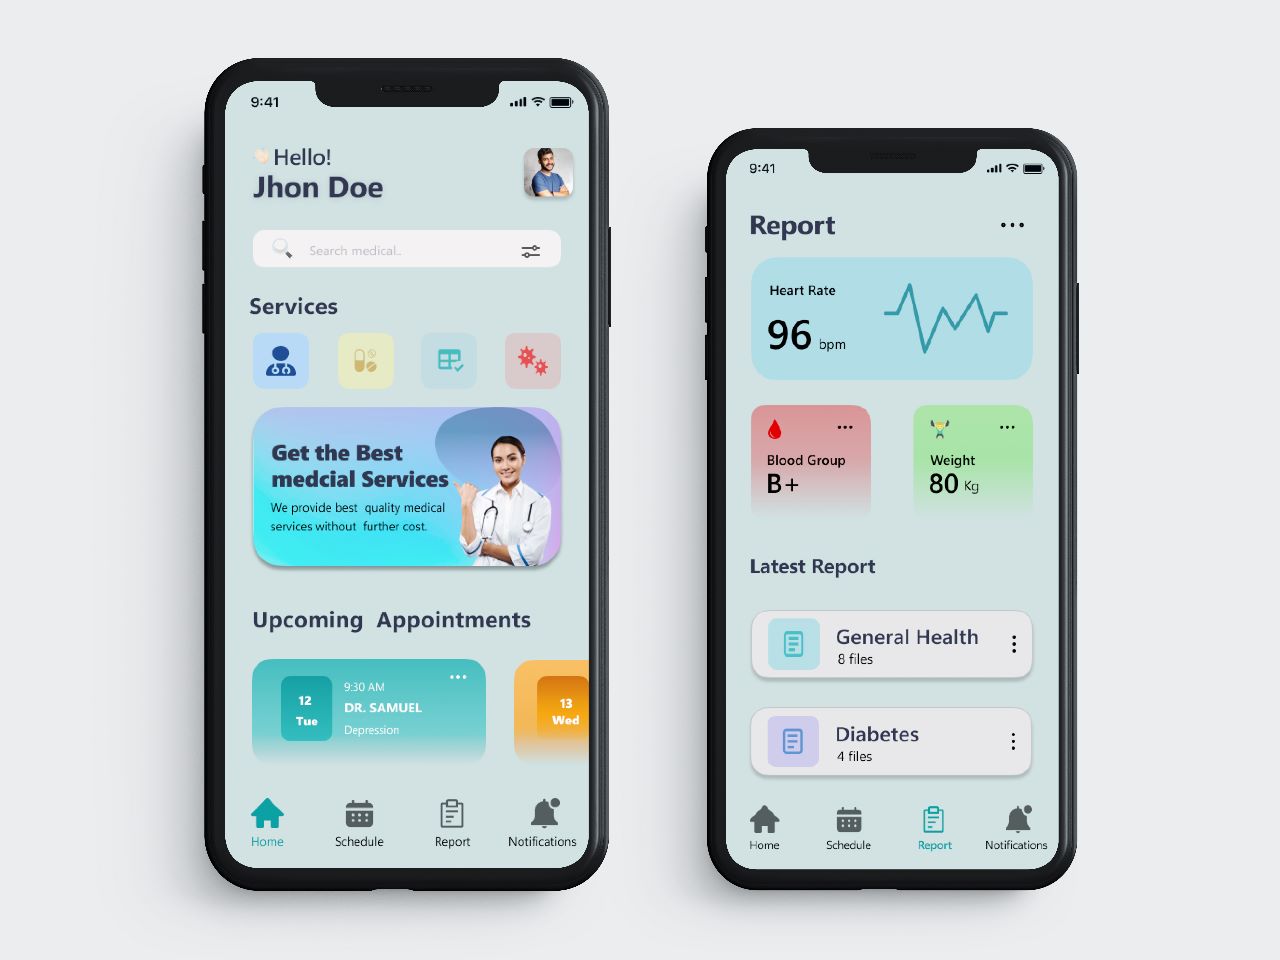 9:41
Hello!
Jhon Doe
Search medical..
Services
Get the Best
medcial Services
We provide best quality medical
services without further cost.
Upcoming Appointments
12
Tue
9:30 AM
DR. SAMUEL
Depression
13
Wed
Home
Schedule
Report
Notifications
9:41
Report
Heart Rate
96 bpm
Blood Group
B+
Weight
80 Kg
Latest Report
General Health
8 files
Diabetes
4 files
Home
Schedule
Report
Notifications